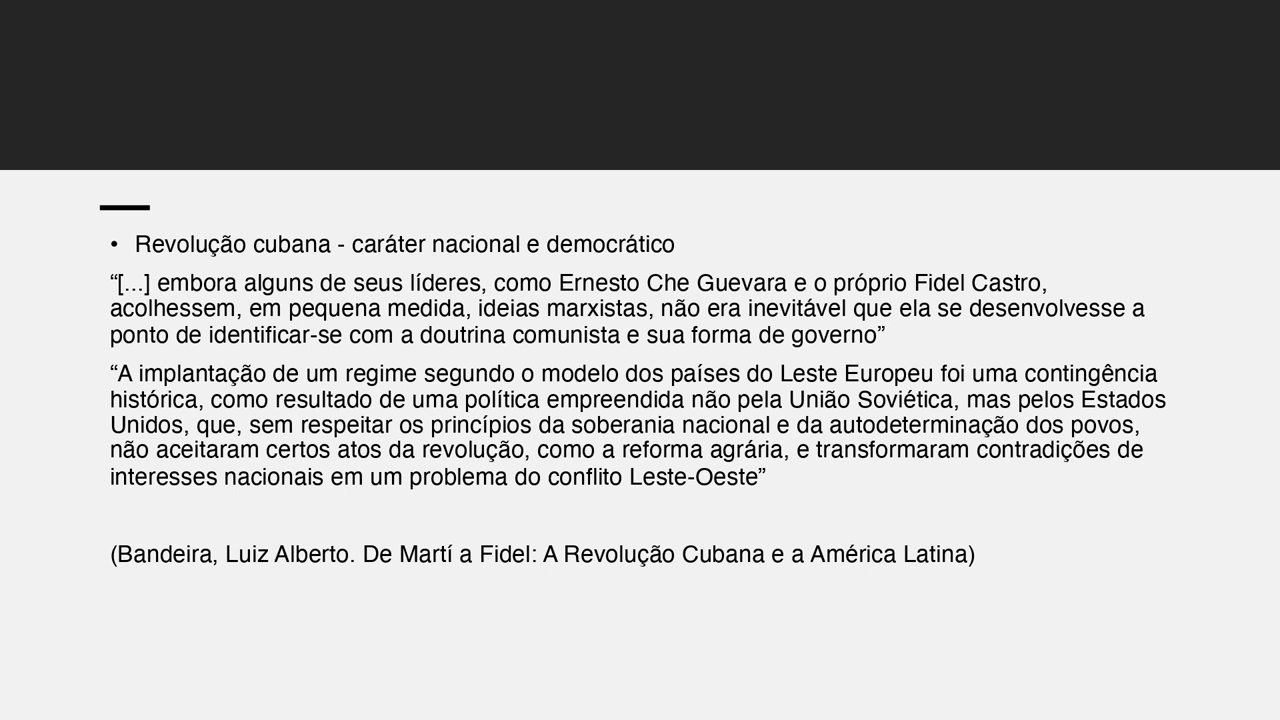 • Revolução cubana - caráter nacional e democrático
“[...] embora alguns de seus líderes, como Ernesto Che Guevara e o próprio Fidel Castro,
acolhessem, em pequena medida, ideias marxistas, não era inevitável que ela se desenvolvesse a
ponto de identificar-se com a doutrina comunista e sua forma de governo”
“A implantação de um regime segundo o modelo dos países do Leste Europeu foi uma contingência
histórica, como resultado de uma política empreendida não pela União Soviética, mas pelos Estados
Unidos, que, sem respeitar os princípios da soberania nacional e da autodeterminação dos povos,
não aceitaram certos atos da revolução, como a reforma agrária, e transformaram contradições de
interesses nacionais em um problema do conflito Leste-Oeste”
(Bandeira, Luiz Alberto. De Martí a Fidel: A Revolução Cubana e a América Latina)